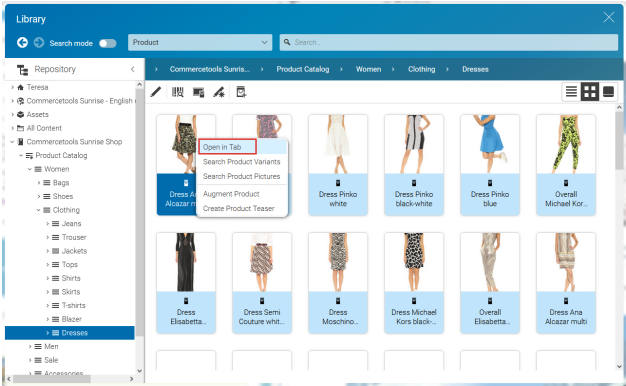 Library
Search mode
Product
Search...
Repository
Commercetools Sunris... › Product Catalog › Women › Clothing › Dresses
Teresa
Commercetools Sunrise - English
Assets
All Content
Commercetools Sunrise Shop
Product Catalog
Women
Bags
Shoes
Clothing
Jeans
Trouser
Jackets
Tops
Shirts
Skirts
T-shirts
Blazer
Dresses
Men
Sale
Accessories
Open in Tab
Search Product Variants
Search Product Pictures
Augment Product
Create Product Teaser
Dress A
Alcazar m
Dress Pinko
white
Dress Pinko
black-white
Dress Pinko
blue
Overall
Michael Kor...
Dress
Elisabetta...
Dress Semi
Couture whit...
Dress
Moschino...
Dress Michael
Kors black-...
Overall
Elisabetta...
Dress Ana
Alcazar multi